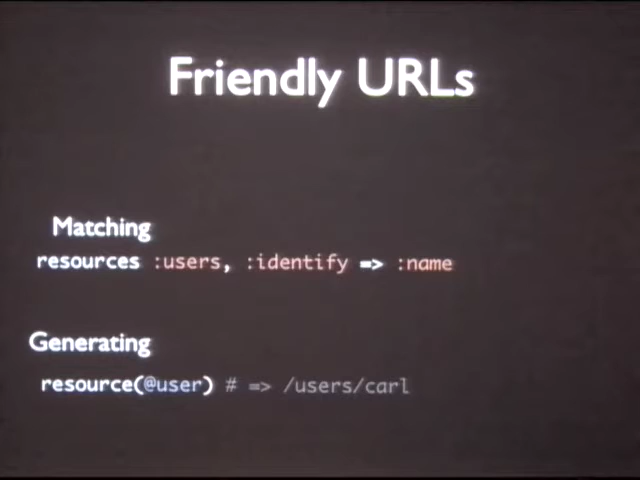 Friendly URLs
Matching
resources :users, :identify => :name
Generating
resource(@user) # => /users/carl